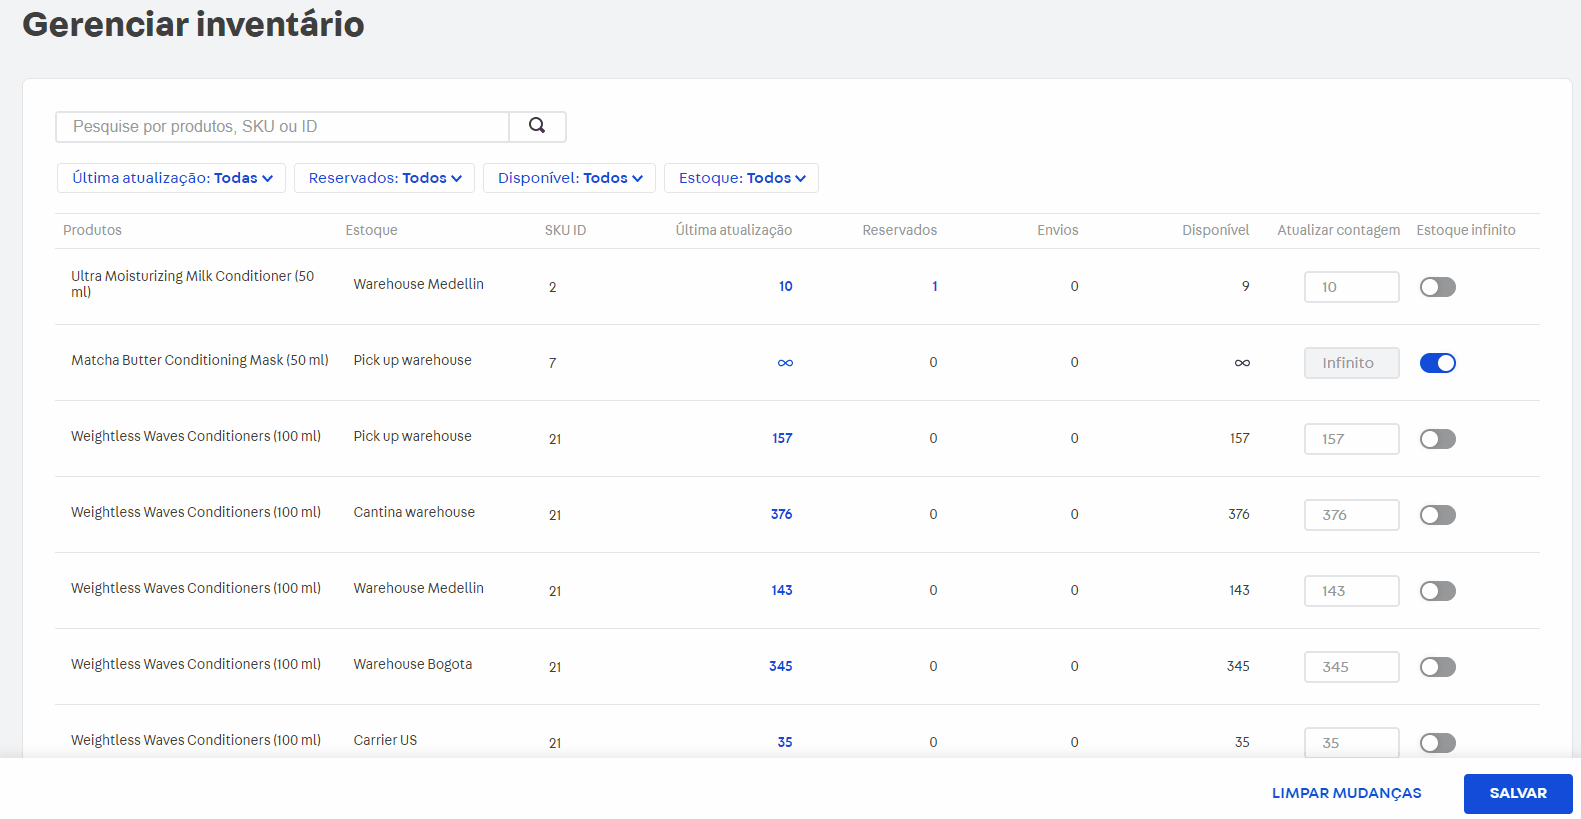 Gerenciar inventário
Pesquise por produtos, SKU ou ID
Última atualização: Todas Reservados: Todos Disponível: Todos Estoque: Todos
Produtos Estoque SKU ID Última atualização Reservados Envios Disponível Atualizar contagem Estoque infinito
Ultra Moisturizing Milk Conditioner (50
ml) Warehouse Medellin 2 10 1 0 9 10
Matcha Butter Conditioning Mask (50 ml) Pick up warehouse 7 ∞ 0 0 ∞ Infinito
Weightless Waves Conditioners (100 ml) Pick up warehouse 21 157 0 0 157 157
Weightless Waves Conditioners (100 ml) Cantina warehouse 21 376 0 0 376 376
Weightless Waves Conditioners (100 ml) Warehouse Medellin 21 143 0 0 143 143
Weightless Waves Conditioners (100 ml) Warehouse Bogota 21 345 0 0 345 345
Weightless Waves Conditioners (100 ml) Carrier US 21 35 0 0 35 35
LIMPAR MUDANÇAS SALVAR